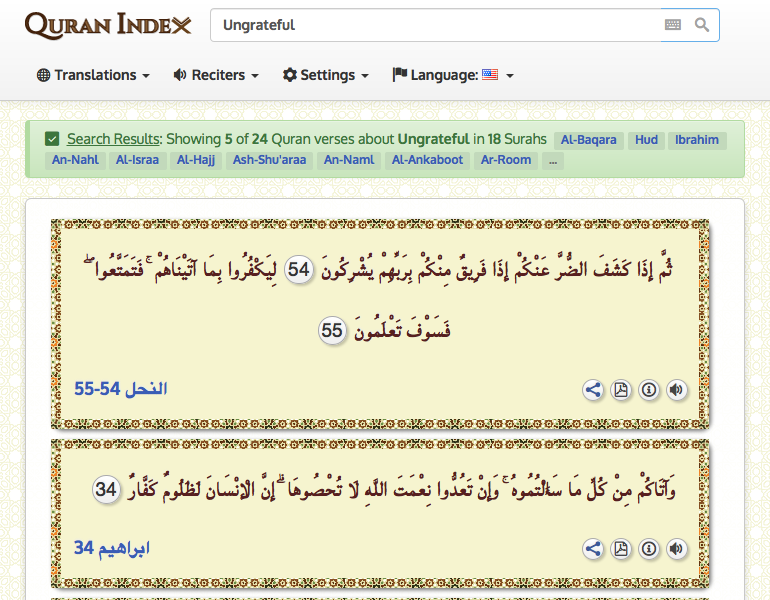 QURAN INDEX
Ungrateful
Translations
Reciters
Settings
Language:
Search Results: Showing 5 of 24 Quran verses about Ungrateful in 18 Surahs Al-Baqara Hud Ibrahim
An-Nahl Al-Israa Al-Hajj Ash-Shu'araa An-Naml Al-Ankaboot Ar-Room ...
ثُمَّ إِذَا كَشَفَ الضُّرَّ عَنْكُمْ إِذَا فَرِيقٌ مِنْكُمْ بِرَبِّهِمْ يُشْرِكُونَ 54 لِيَكْفُرُوا بِمَا آتَيْنَاهُمْ ۚ فَتَمَتَّعُوا ۖ
فَسَوْفَ تَعْلَمُونَ 55
النحل 54-55
وَآتَاكُمْ مِنْ كُلِّ مَا سَأَلْتُمُوهُ ۚ وَإِنْ تَعُدُّوا نِعْمَتَ اللَّهِ لَا تُحْصُوهَا ۗ إِنَّ الْإِنْسَانَ لَظَلُومٌ كَفَّارٌ 34
ابراهيم 34